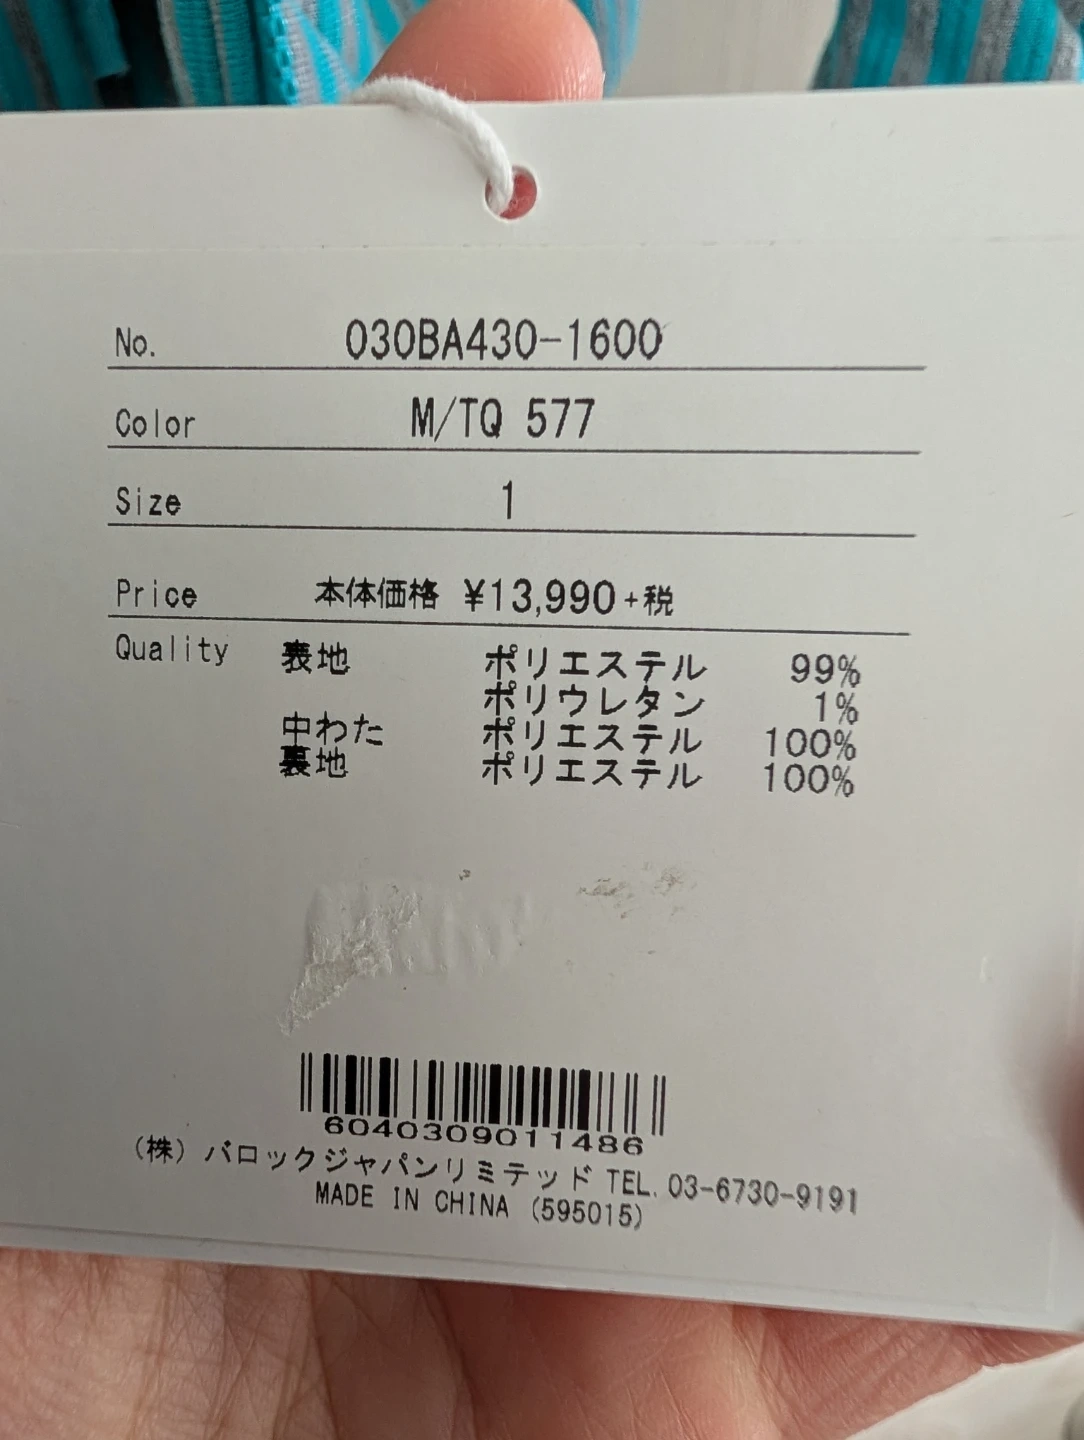 No. 030BA430-1600
Color M/TQ 577
Size 1
Price 本体価格 ¥13,990+税
Quality 表地 ポリエステル 99%
ポリウレタン 1%
中わた ポリエステル 100%
裏地 ポリエステル 100%
6040309011486
(株) バロックジャパンリミテッド TEL. 03-6730-9191
MADE IN CHINA (595015)